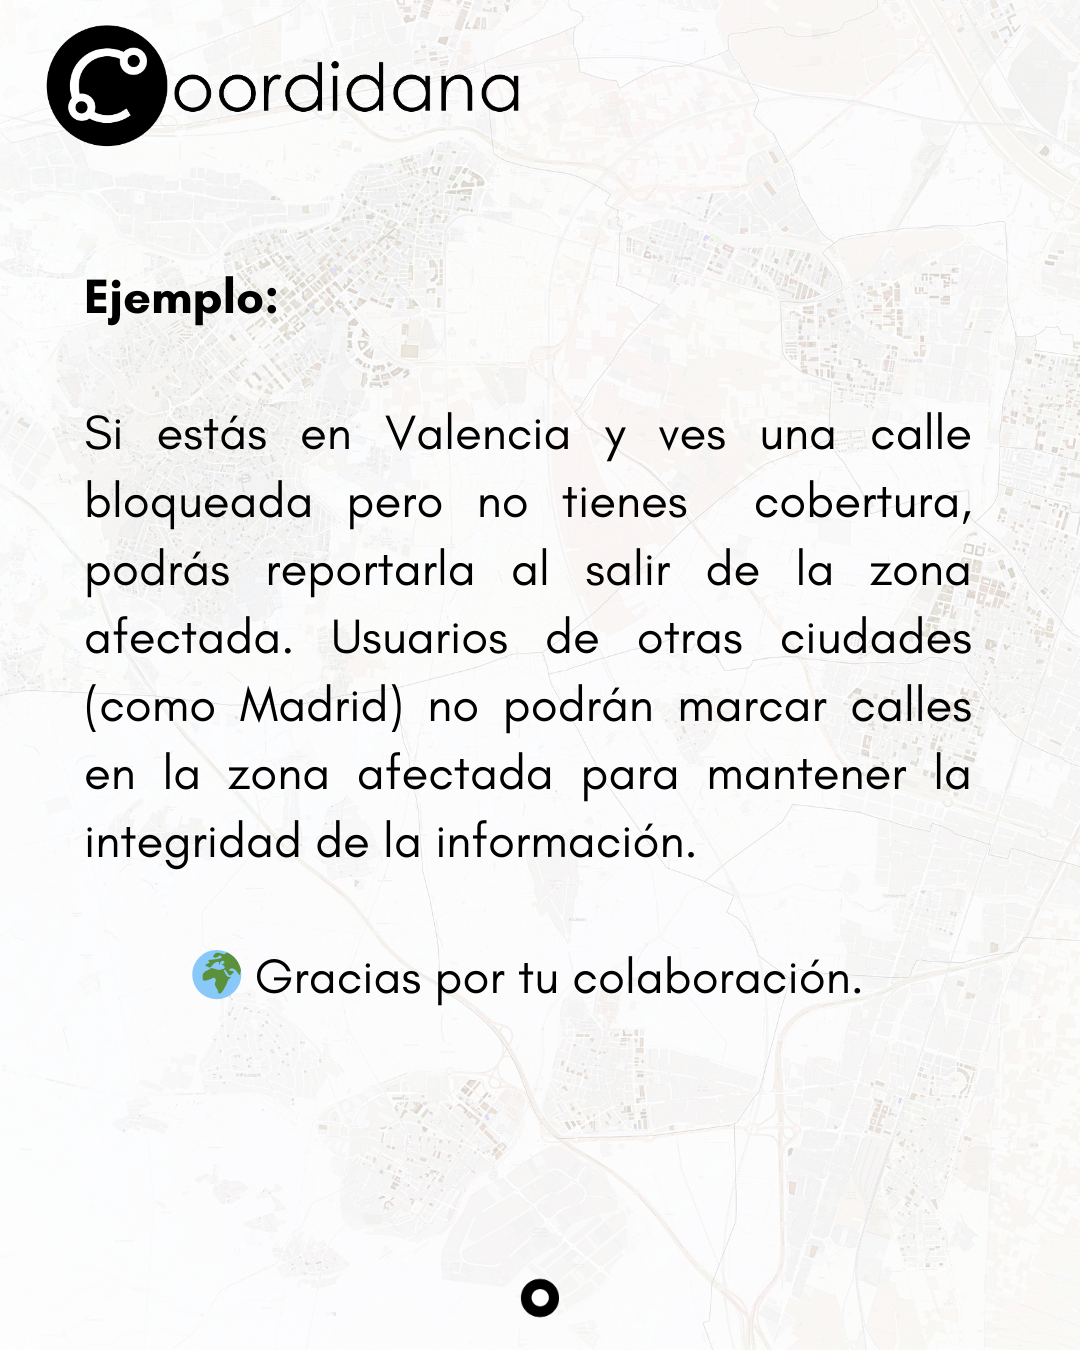 Coordidana
Ejemplo:
Si estás en Valencia y ves una calle
bloqueada pero no tienes cobertura,
podrás reportarla al salir de la zona
afectada. Usuarios de otras ciudades
(como Madrid) no podrán marcar calles
en la zona afectada para mantener la
integridad de la información.
🌍 Gracias por tu colaboración.